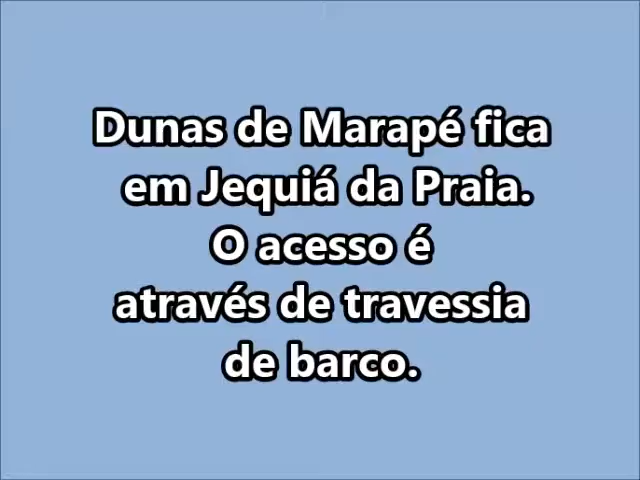 Dunas de Marapé fica
em Jequiá da Praia.
O acesso é
através de travessia
de barco.